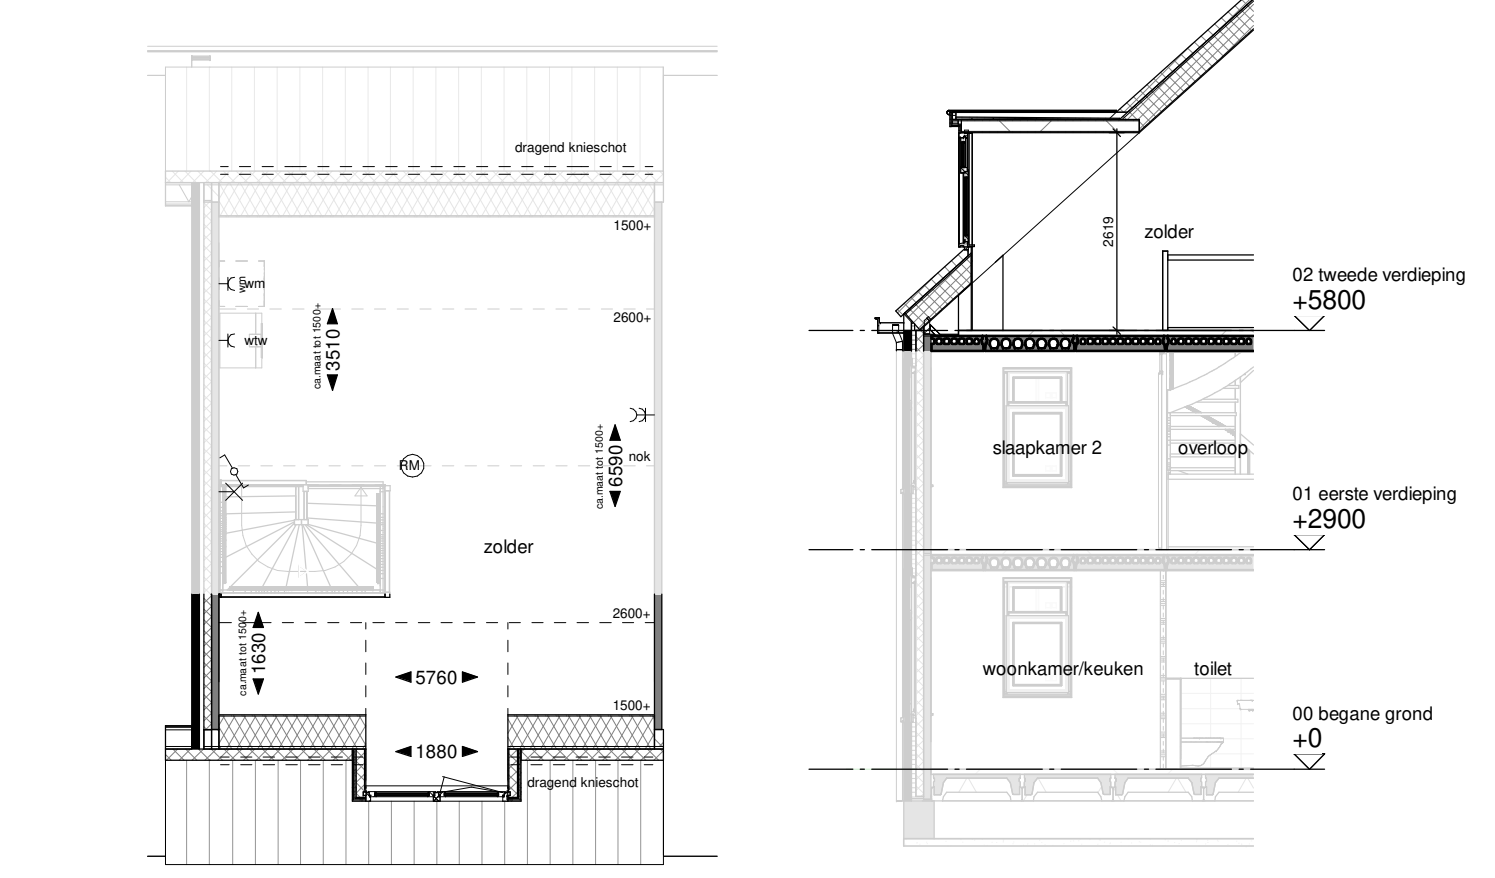 dragend knieschot
1500+
wm
wm
2600+
ca.maat tot 1500+
3510
wtw
ca.maat tot 1500+
6590
nok
RM
zolder
2600+
ca.maat tot 1500+
1630
5760
1500+
1880
dragend knieschot
2619
zolder
02 tweede verdieping
+5800
slaapkamer 2
overloop
01 eerste verdieping
+2900
woonkamer/keuken
toilet
00 begane grond
+0